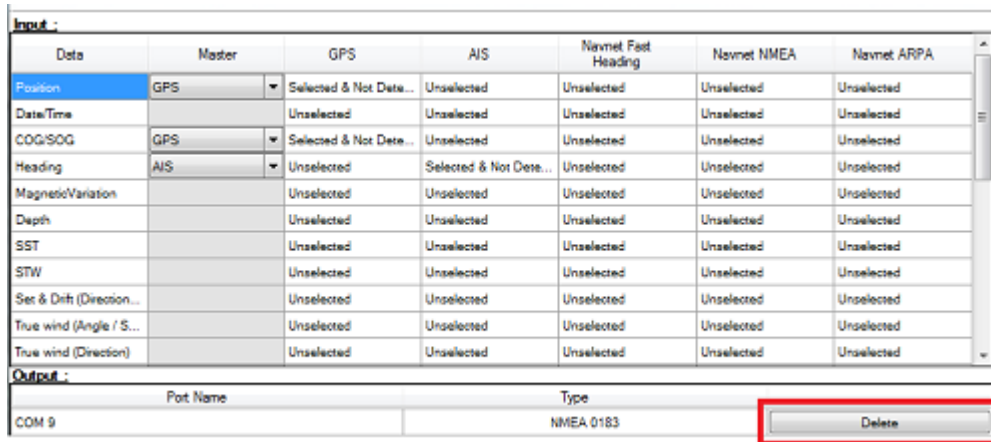 Input :
Data Master GPS AIS Navnet Fast Heading Navnet NMEA Navnet ARPA
Position GPS Selected & Not Dete... Unselected Unselected Unselected Unselected
Date/Time Unselected Unselected Unselected Unselected Unselected
COG/SOG GPS Selected & Not Dete... Unselected Unselected Unselected Unselected
Heading AIS Unselected Selected & Not Dete... Unselected Unselected Unselected
MagneticVariation Unselected Unselected Unselected Unselected Unselected
Depth Unselected Unselected Unselected Unselected Unselected
SST Unselected Unselected Unselected Unselected Unselected
STW Unselected Unselected Unselected Unselected Unselected
Set & Drift (Direction... Unselected Unselected Unselected Unselected Unselected
True wind (Angle / S... Unselected Unselected Unselected Unselected Unselected
True wind (Direction) Unselected Unselected Unselected Unselected Unselected
Output :
Port Name Type
COM 9 NMEA 0183 Delete